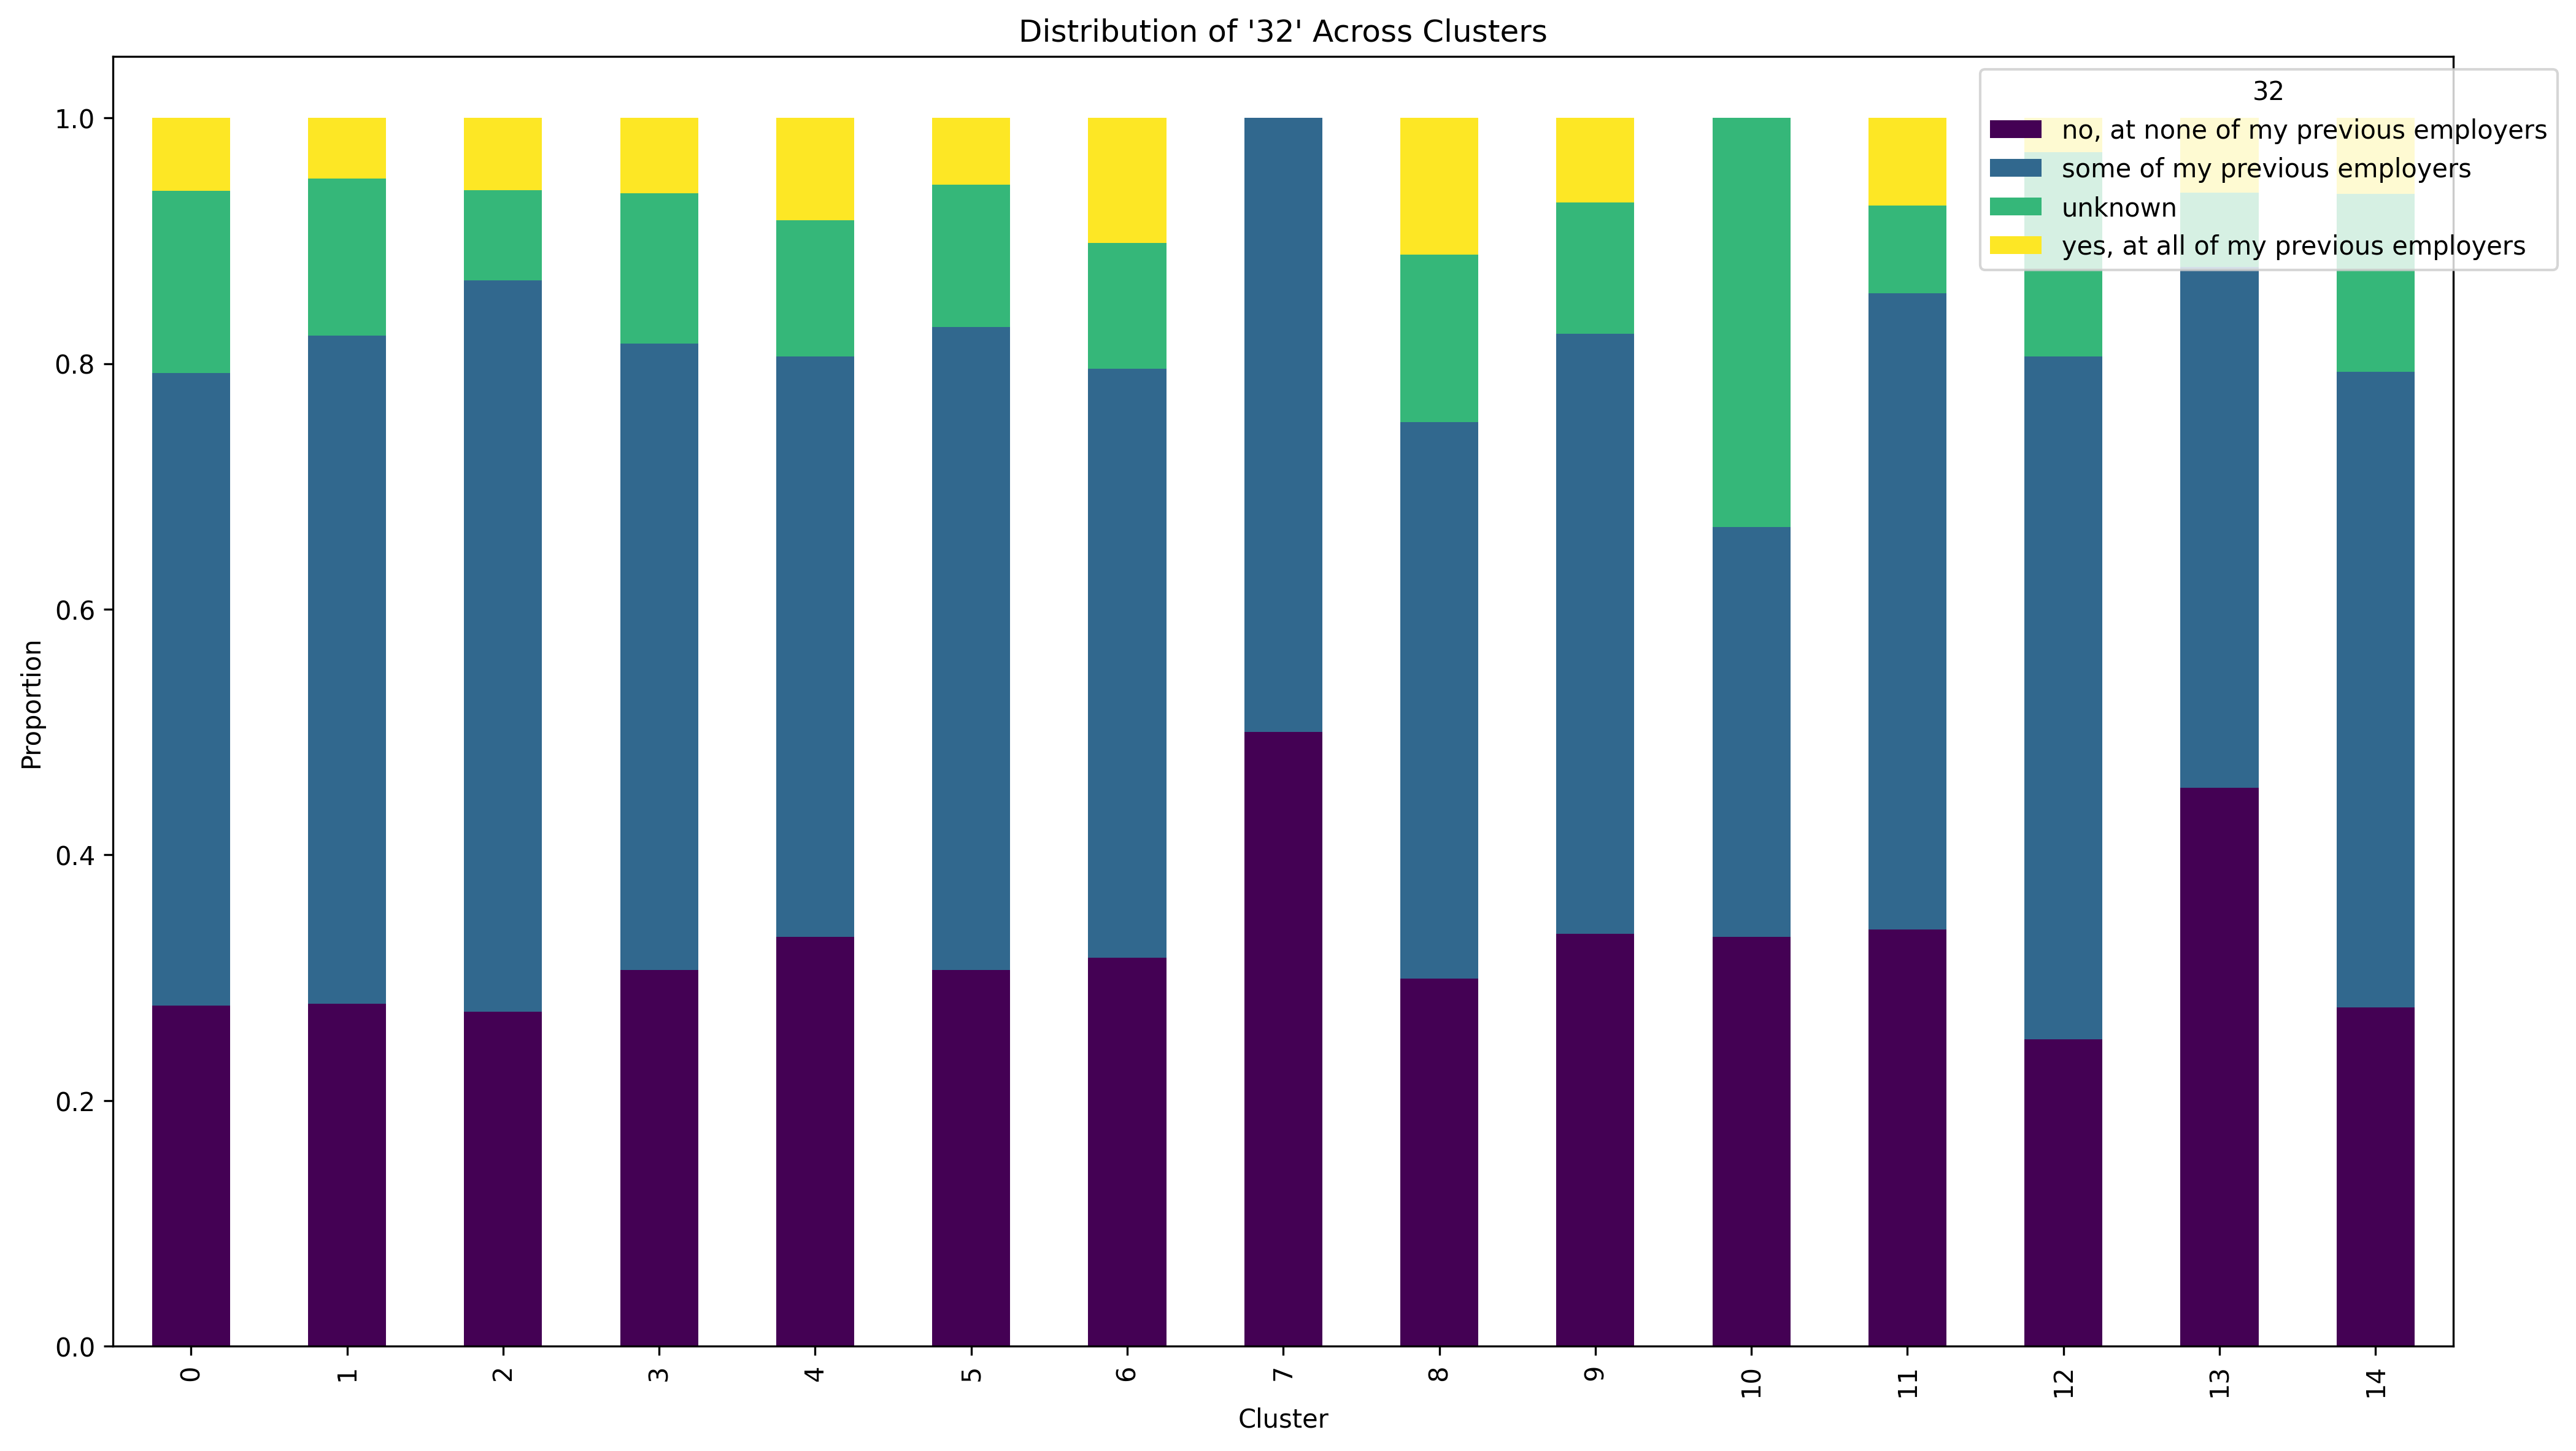 Distribution of '32' Across Clusters
32
no, at none of my previous employers
some of my previous employers
unknown
yes, at all of my previous employers
1.0
0.8
0.6
0.4
0.2
0.0
Proportion
0 1 2 3 4 5 6 7 8 9 10 11 12 13 14
Cluster